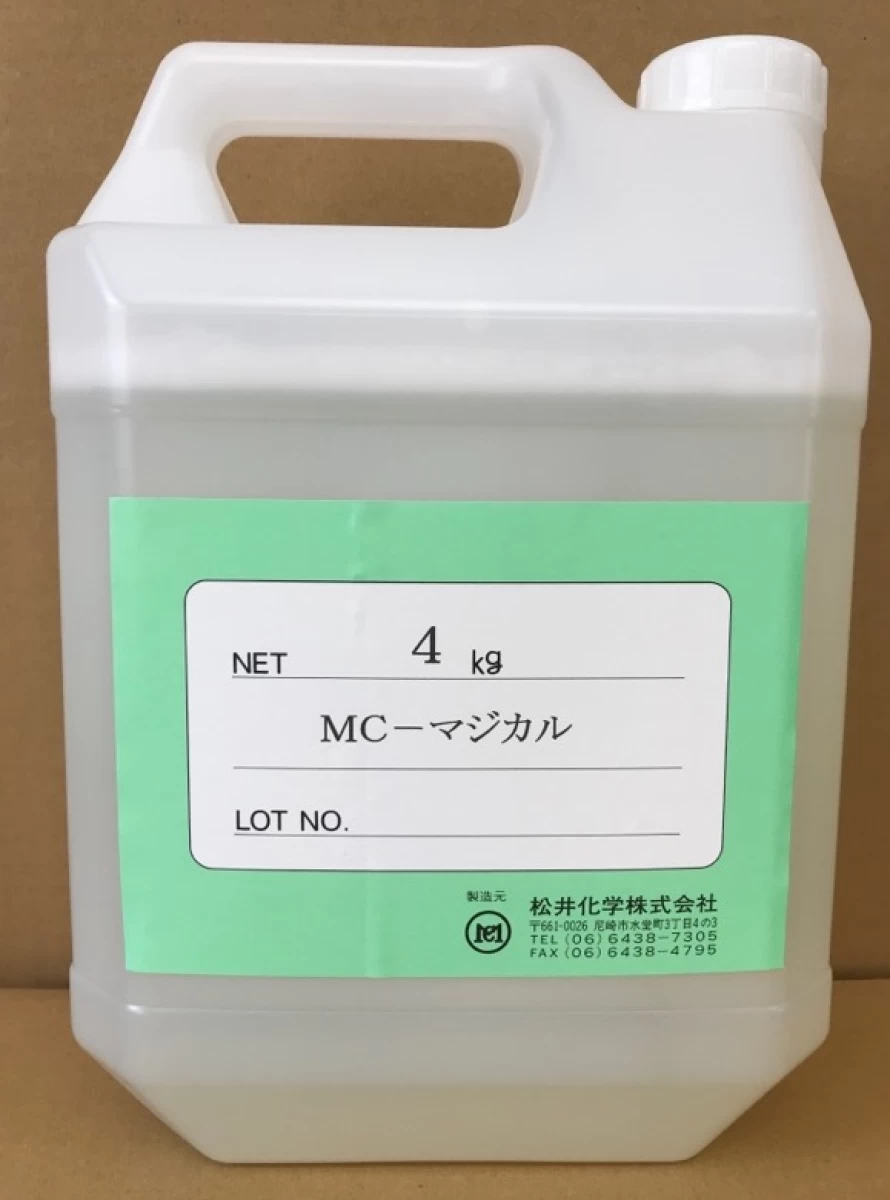 NET 4 kg
MC－マジカル
LOT NO.
製造元
松井化学株式会社
〒661-0026 尼崎市水堂町3丁目4の3
TEL (06) 6438-7305
FAX (06) 6438-4795